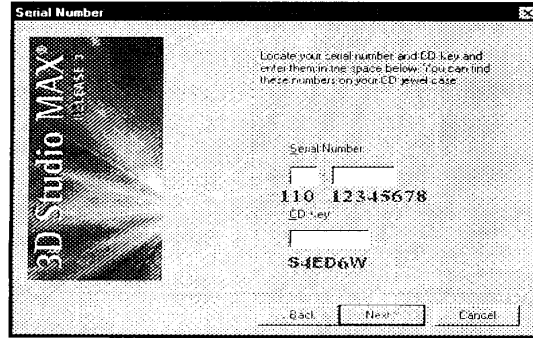 Serial Number
3D Studio MAX
RELEASE 3
Locate your serial number and CD Key and
enter them in the space below. You can find
these numbers on your CD jewel case
Serial Number:
110 12345678
CD Key
S4ED6W
Back Next Cancel